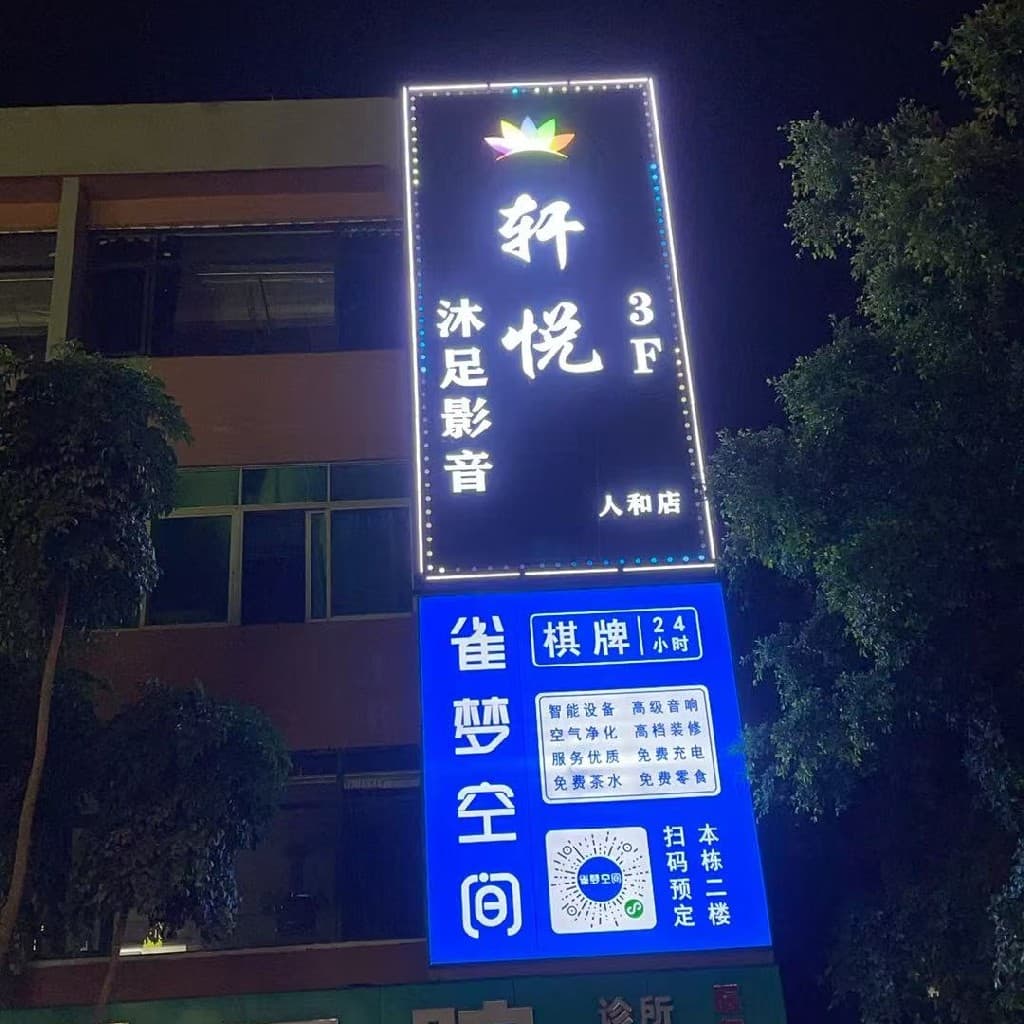 轩悦
3F
沐足影音
人和店
雀梦空间
棋牌
24小时
智能设备 高级音响
空气净化 高档装修
服务优质 免费充电
免费茶水 免费零食
雀梦空间
本栋二楼
扫码预定
诊所